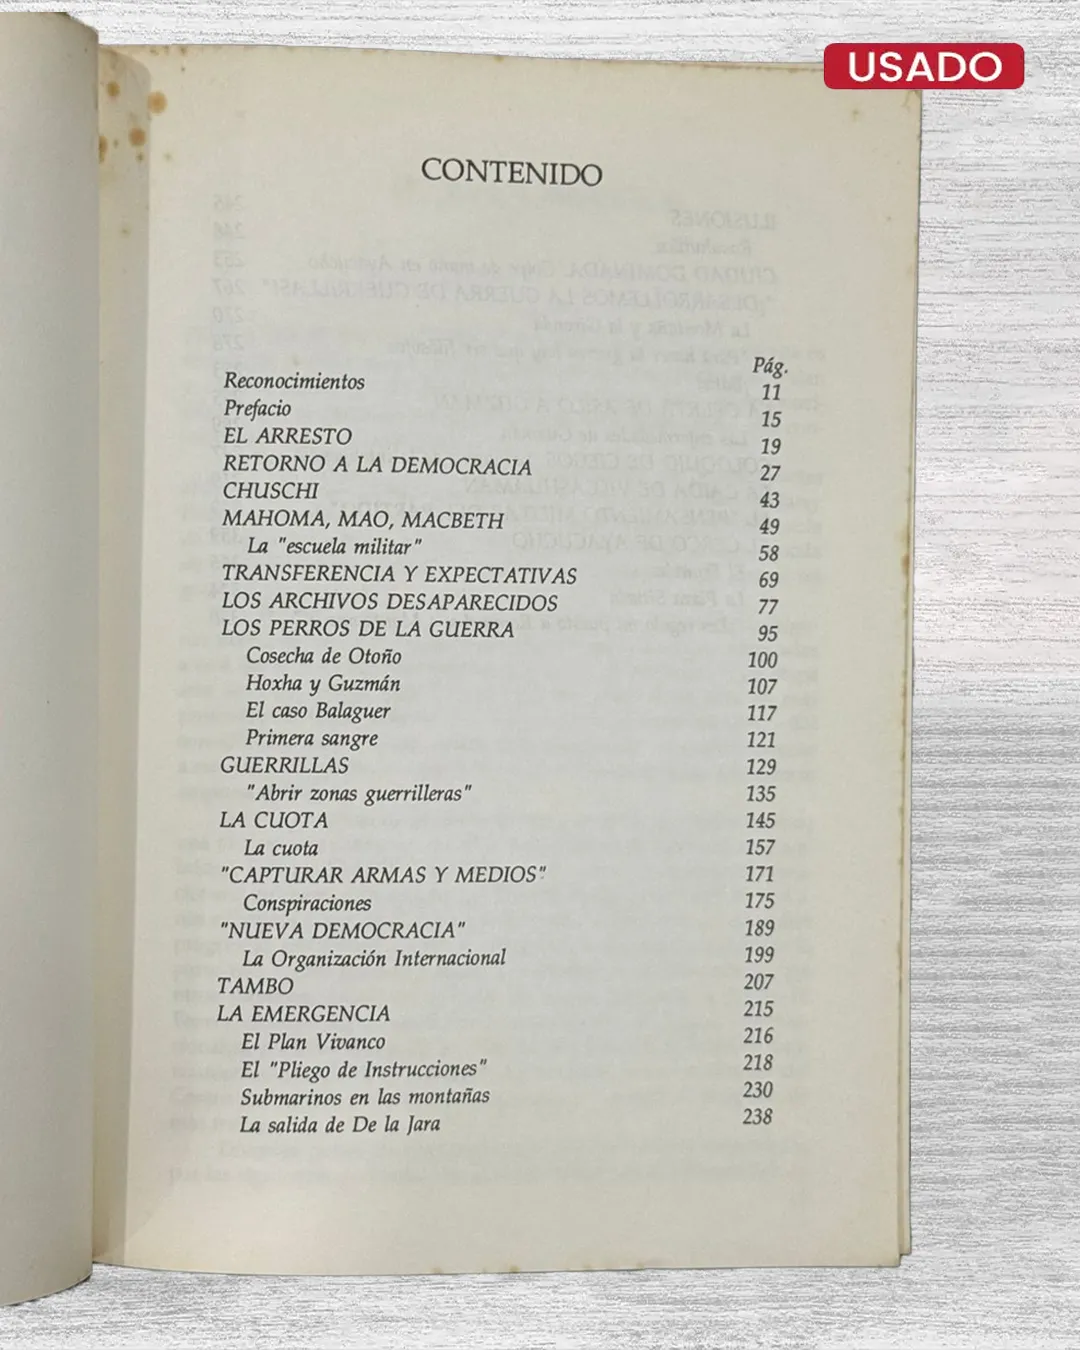 USADO
CONTENIDO
Pág.
Reconocimientos 11
Prefacio 15
EL ARRESTO 19
RETORNO A LA DEMOCRACIA 27
CHUSCHI 43
MAHOMA, MAO, MACBETH 49
La "escuela militar" 58
TRANSFERENCIA Y EXPECTATIVAS 69
LOS ARCHIVOS DESAPARECIDOS 77
LOS PERROS DE LA GUERRA 95
Cosecha de Otoño 100
Hoxha y Guzmán 107
El caso Balaguer 117
Primera sangre 121
GUERRILLAS 129
"Abrir zonas guerrilleras" 135
LA CUOTA 145
La cuota 157
"CAPTURAR ARMAS Y MEDIOS" 171
Conspiraciones 175
"NUEVA DEMOCRACIA" 189
La Organización Internacional 199
TAMBO 207
LA EMERGENCIA 215
El Plan Vivanco 216
El "Pliego de Instrucciones" 218
Submarinos en las montañas 230
La salida de De la Jara 238